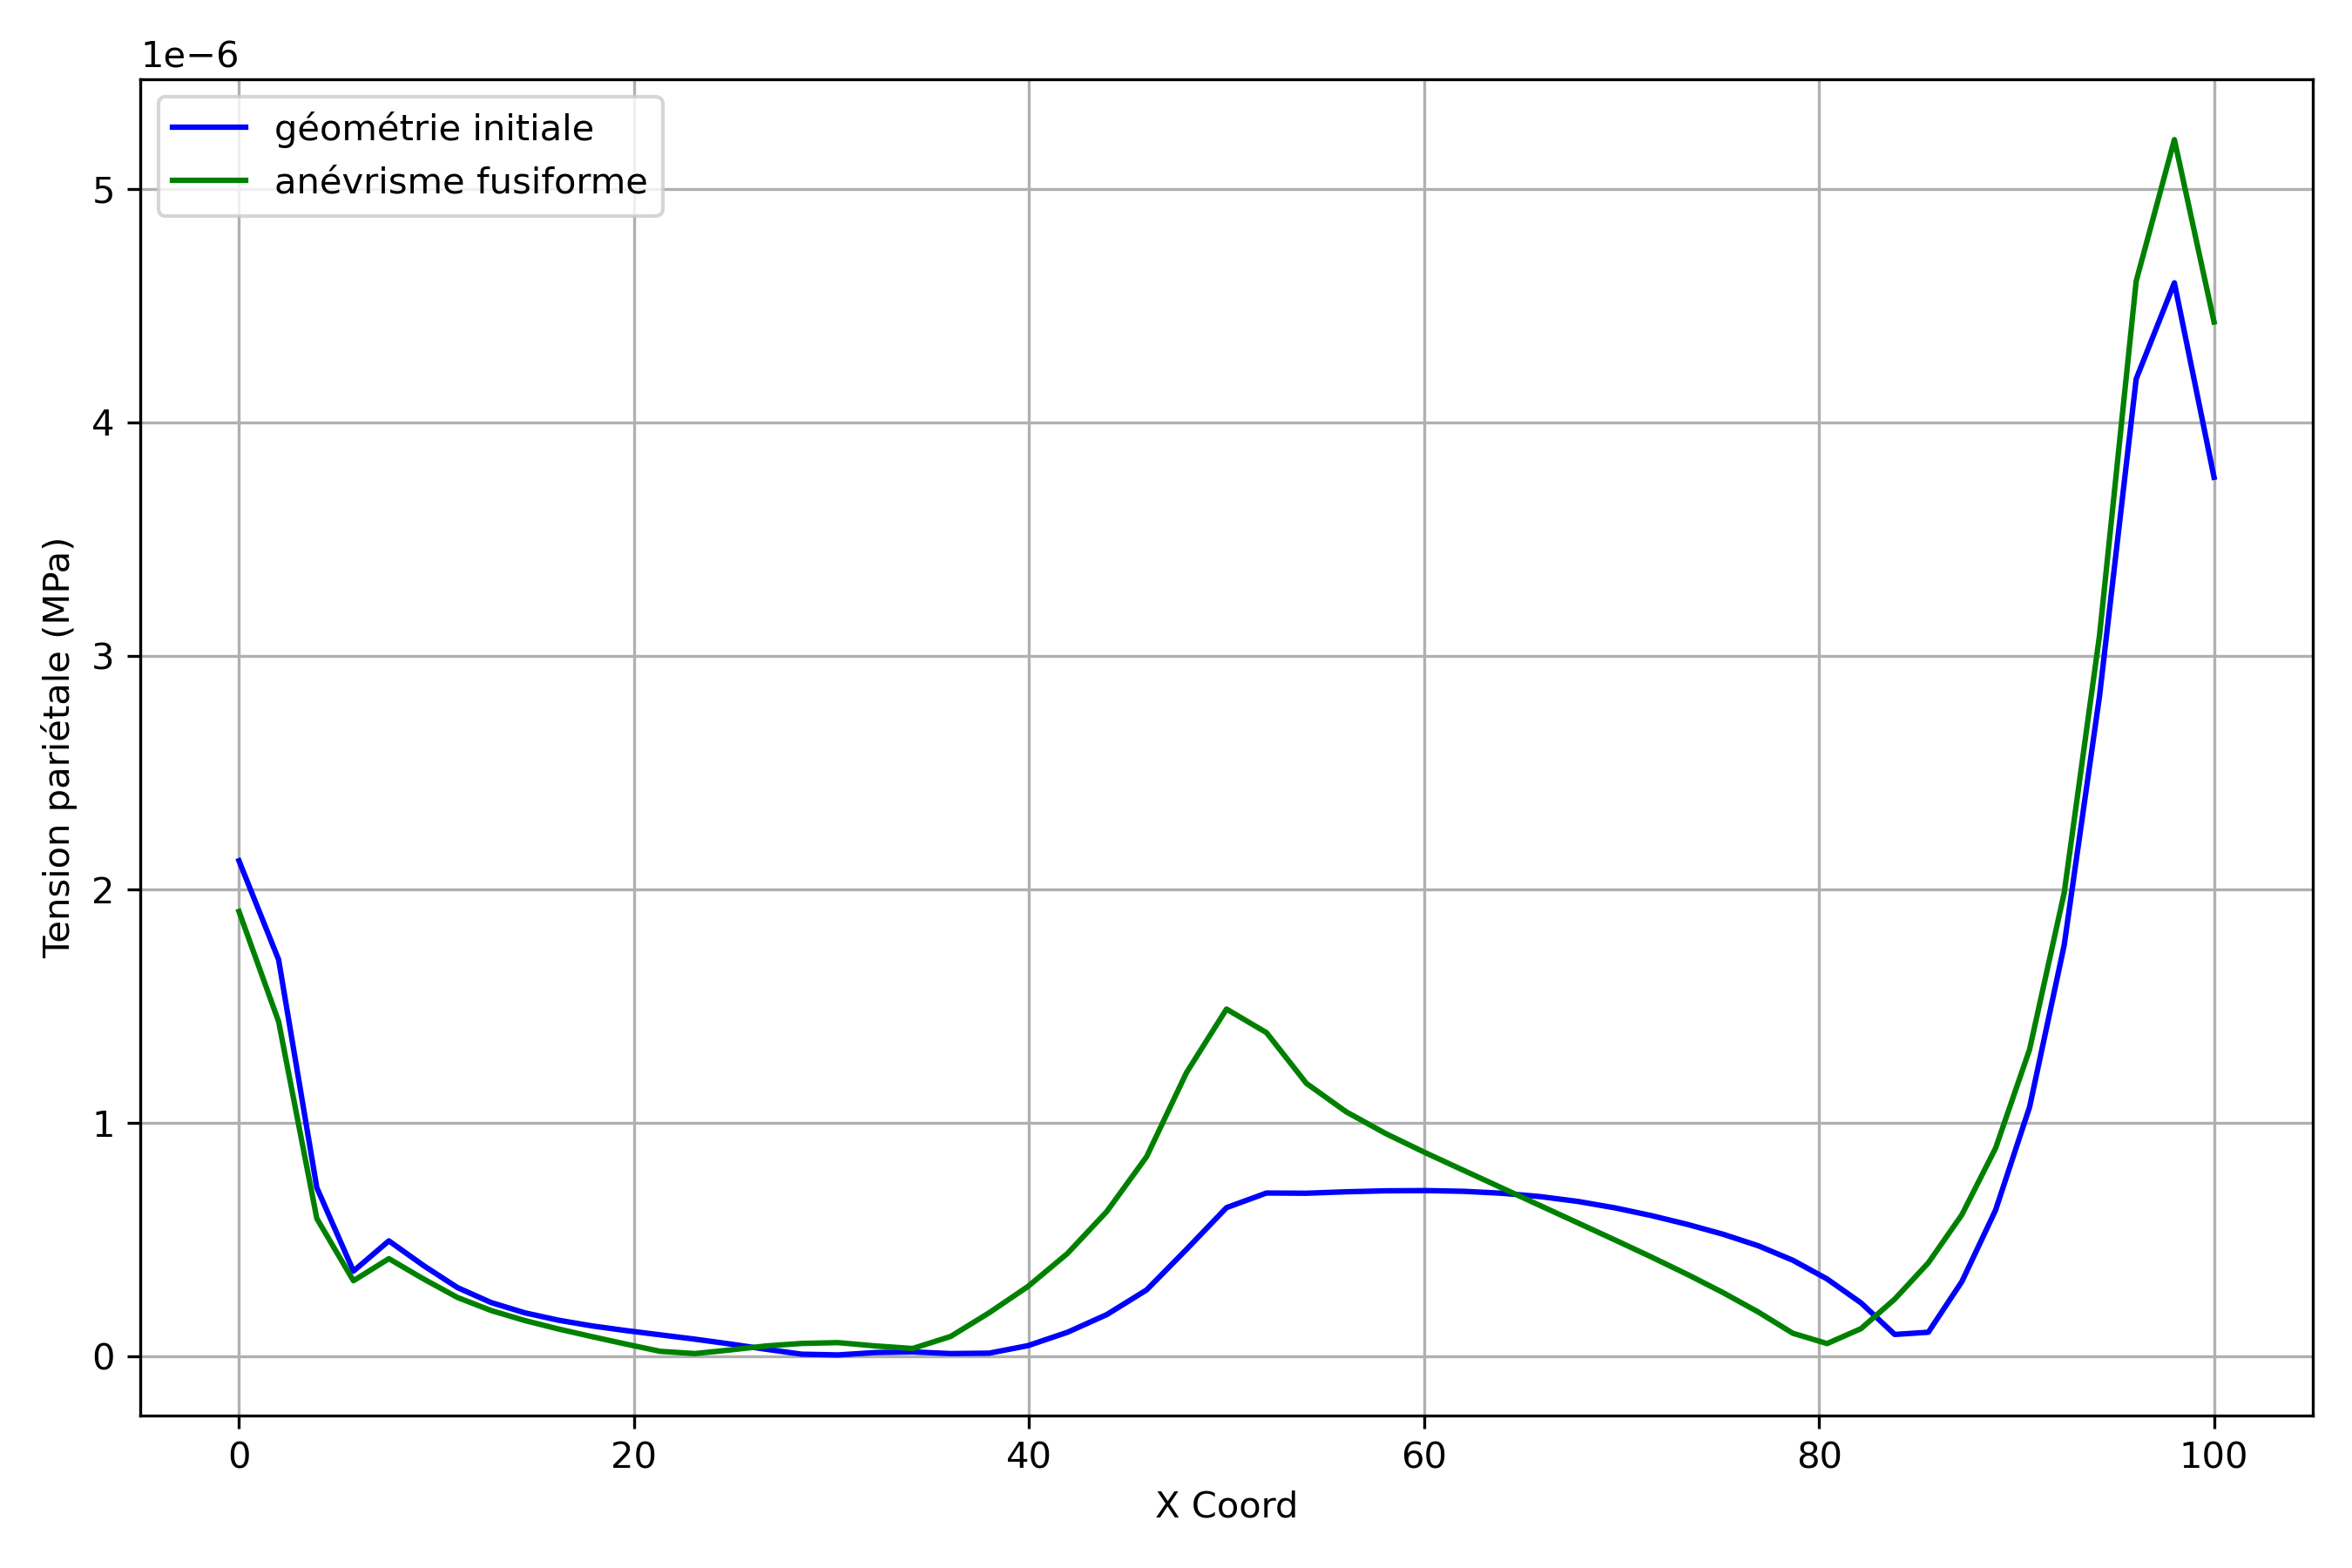 1e−6
géométrie initiale
anévrisme fusiforme
5
4
3
2
1
0
Tension pariétale (MPa)
0 20 40 60 80 100
X Coord